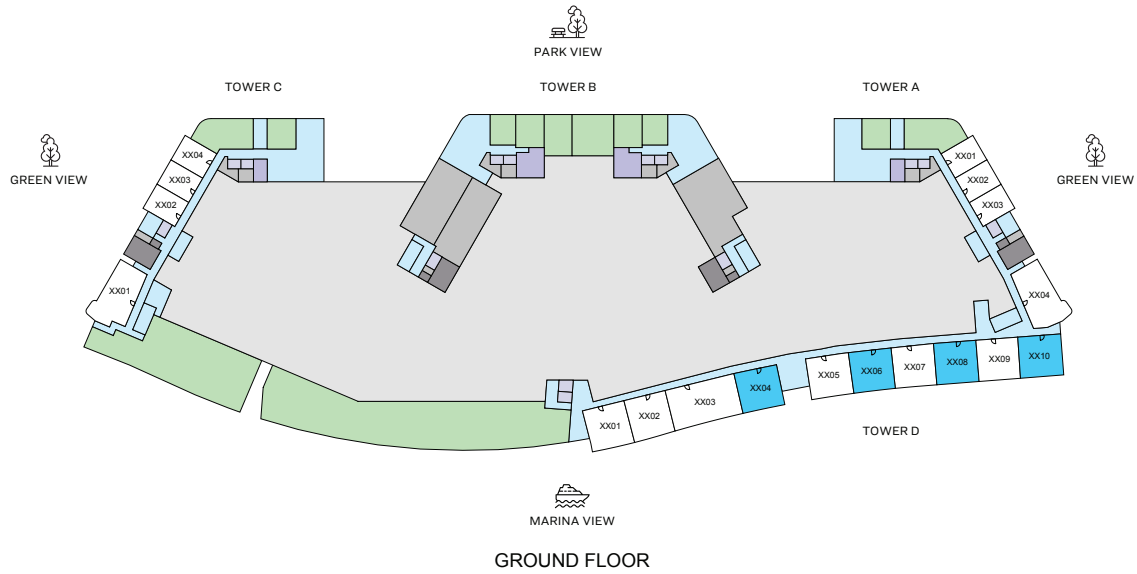 PARK VIEW
TOWER C
TOWER B
TOWER A
GREEN VIEW
GREEN VIEW
XX04
XX03
XX02
XX01
XX01
XX02
XX03
XX04
XX01
XX02
XX03
XX04
XX05
XX06
XX07
XX08
XX09
XX10
TOWER D
MARINA VIEW
GROUND FLOOR